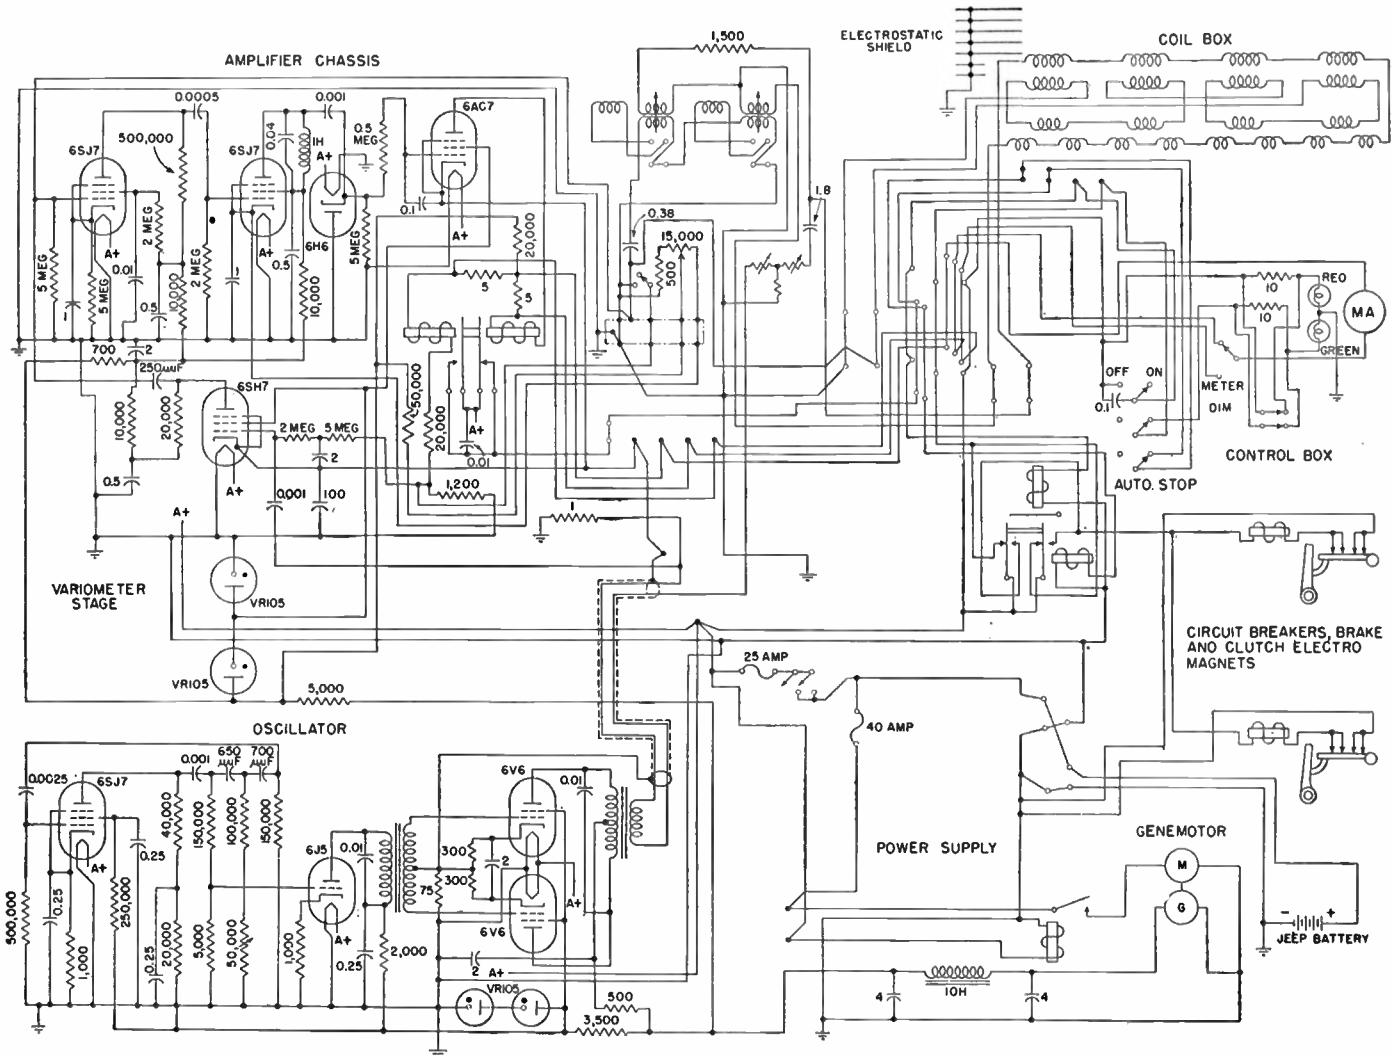 AMPLIFIER CHASSIS
1,500
ELECTROSTATIC
SHIELD
COIL BOX
0.0005
0.001
6AC7
500,000
6SJ7
0.04
1H
0.5
MEG
6SJ7
A+
6H6
0.1
A+
A+
A+
5 MEG
5 MEG
2 MEG
0.01
0.5
10,000
2 MEG
0.5
10,000
5 MEG
20,000
5
5
0.38
15,000
500
1.8
10
10
RED
GREEN
MA
METER
DIM
OFF
ON
0.1
AUTO. STOP
CONTROL BOX
700
2
250μμF
6SH7
10,000
20,000
0.5
A+
2 MEG
5 MEG
2
0.001
100
50,000
20,000
A+
0.01
1,200
1
A+
VARIOMETER
STAGE
VR105
VR105
5,000
25 AMP
40 AMP
CIRCUIT BREAKERS, BRAKE
AND CLUTCH ELECTRO
MAGNETS
OSCILLATOR
0.0025
6SJ7
0.001
650
μμF
700
μμF
40,000
150,000
100,000
150,000
A+
0.25
500,000
0.25
1,000
250,000
0.25
20,000
5,000
50,000
6J5
0.01
A+
1,000
0.25
2,000
75
300
300
2
6V6
6V6
0.01
A+
2
A+
VR105
500
3,500
POWER SUPPLY
GENEMOTOR
M
G
- +
JEEP BATTERY
4
10H
4